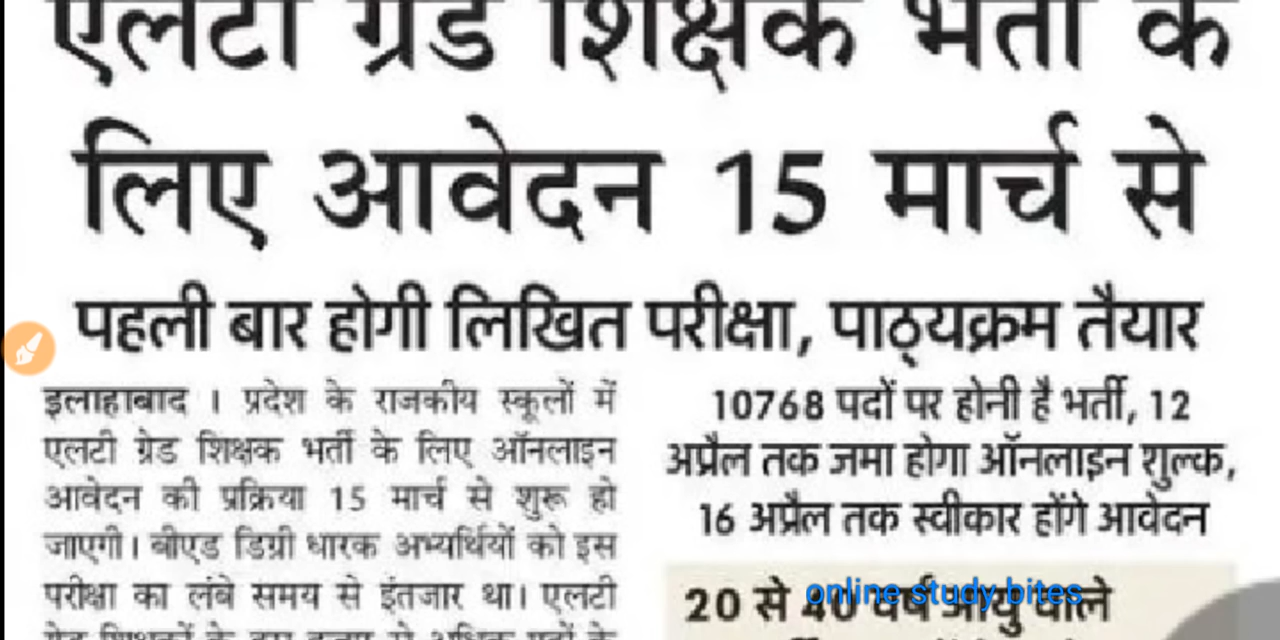 एलटी ग्रेड शिक्षक भर्ती के
लिए आवेदन 15 मार्च से
पहली बार होगी लिखित परीक्षा, पाठ्यक्रम तैयार
इलाहाबाद । प्रदेश के राजकीय स्कूलों में
एलटी ग्रेड शिक्षक भर्ती के लिए ऑनलाइन
आवेदन की प्रक्रिया 15 मार्च से शुरू हो
जाएगी। बीएड डिग्री धारक अभ्यर्थियों को इस
परीक्षा का लंबे समय से इंतजार था। एलटी
10768 पदों पर होनी है भर्ती, 12
अप्रैल तक जमा होगा ऑनलाइन शुल्क,
16 अप्रैल तक स्वीकार होंगे आवेदन
20 से 40 वर्ष आयु वाले
online study bites